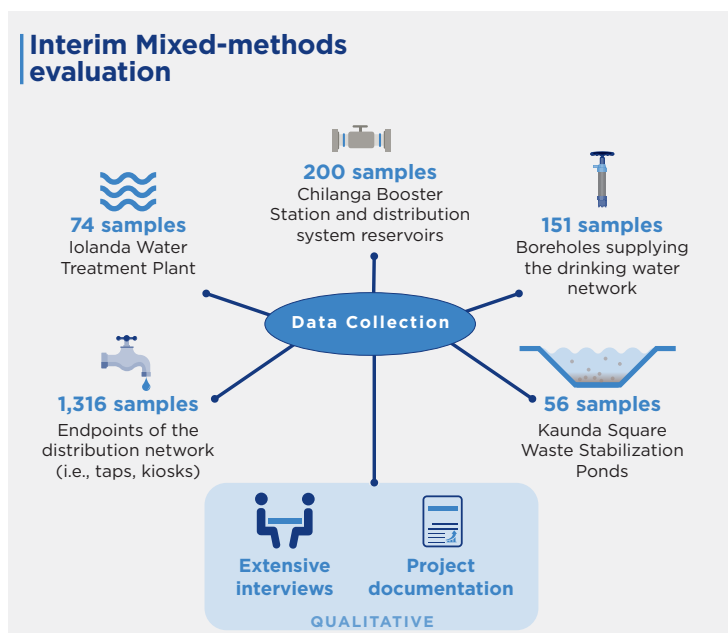 Interim Mixed-methods
evaluation
200 samples
Chilanga Booster
Station and distribution
system reservoirs
74 samples
Iolanda Water
Treatment Plant
151 samples
Boreholes supplying
the drinking water
network
Data Collection
1,316 samples
Endpoints of the
distribution network
(i.e., taps, kiosks)
56 samples
Kaunda Square
Waste Stabilization
Ponds
Extensive
interviews
Project
documentation
QUALITATIVE